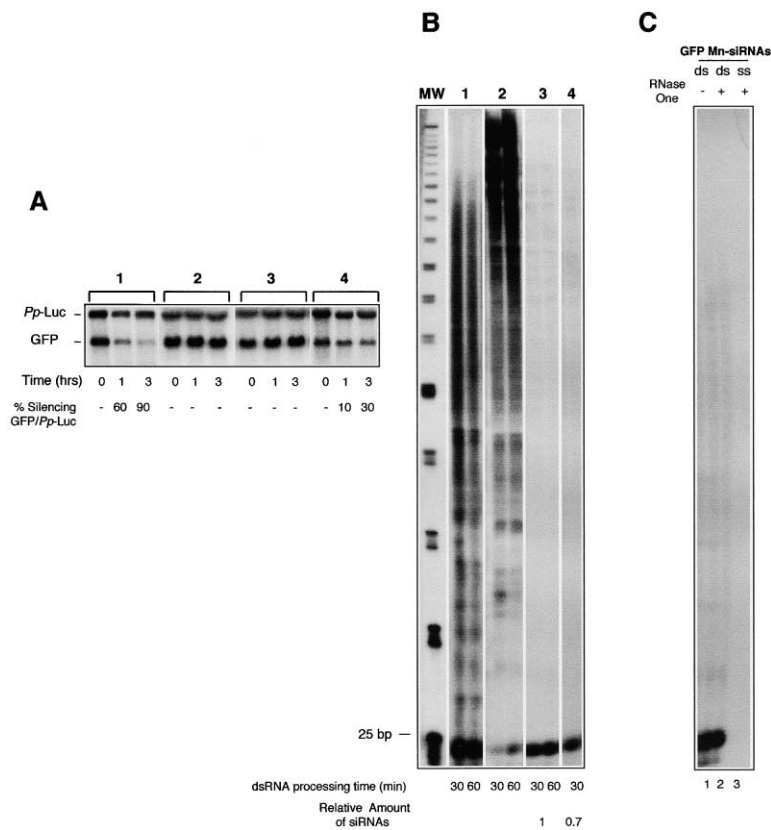 B
C
GFP Mn-siRNAs
ds ds ss
RNase One - + +
MW 1 2 3 4
A
1 2 3 4
Pp-Luc –
GFP –
Time (hrs) 0 1 3 0 1 3 0 1 3 0 1 3
% Silencing GFP/Pp-Luc - 60 90 - - - - - - - 10 30
25 bp —
dsRNA processing time (min) 30 60 30 60 30 60 30
1 2 3
Relative Amount of siRNAs 1 0.7